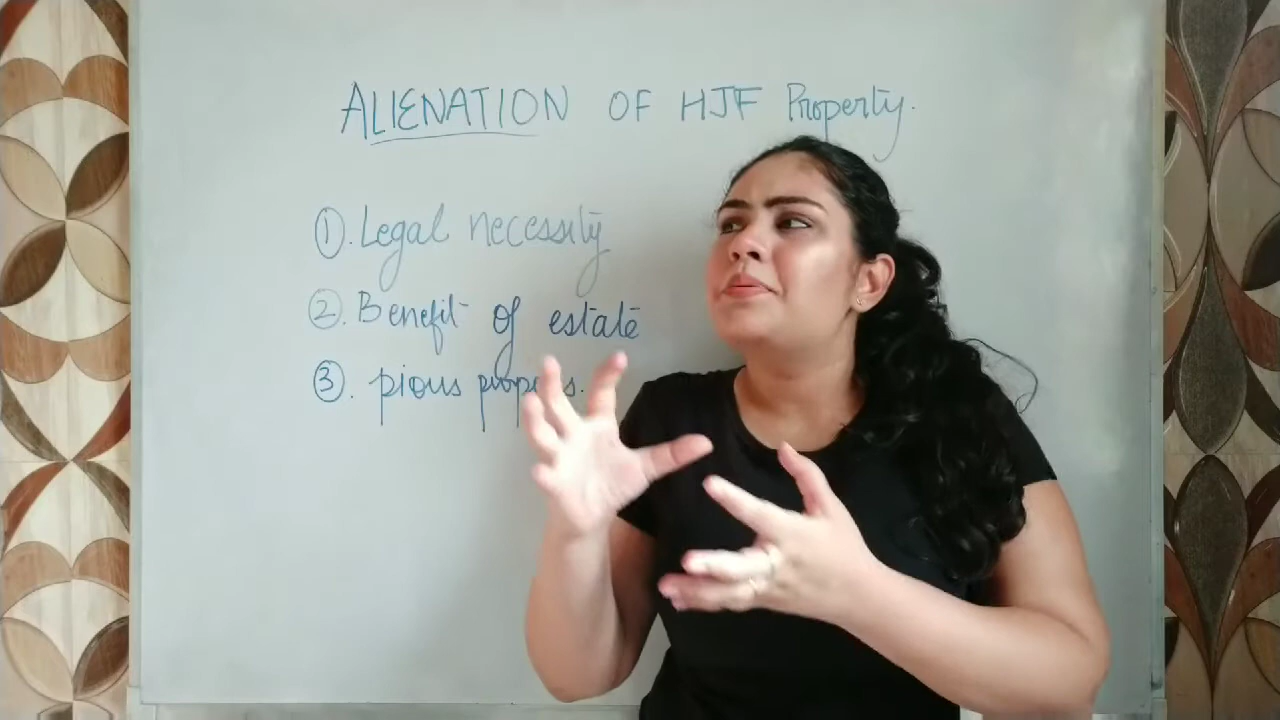 ALIENATION OF HJF Property.
①. Legal necessity
②. Benefit of estate
③. pious